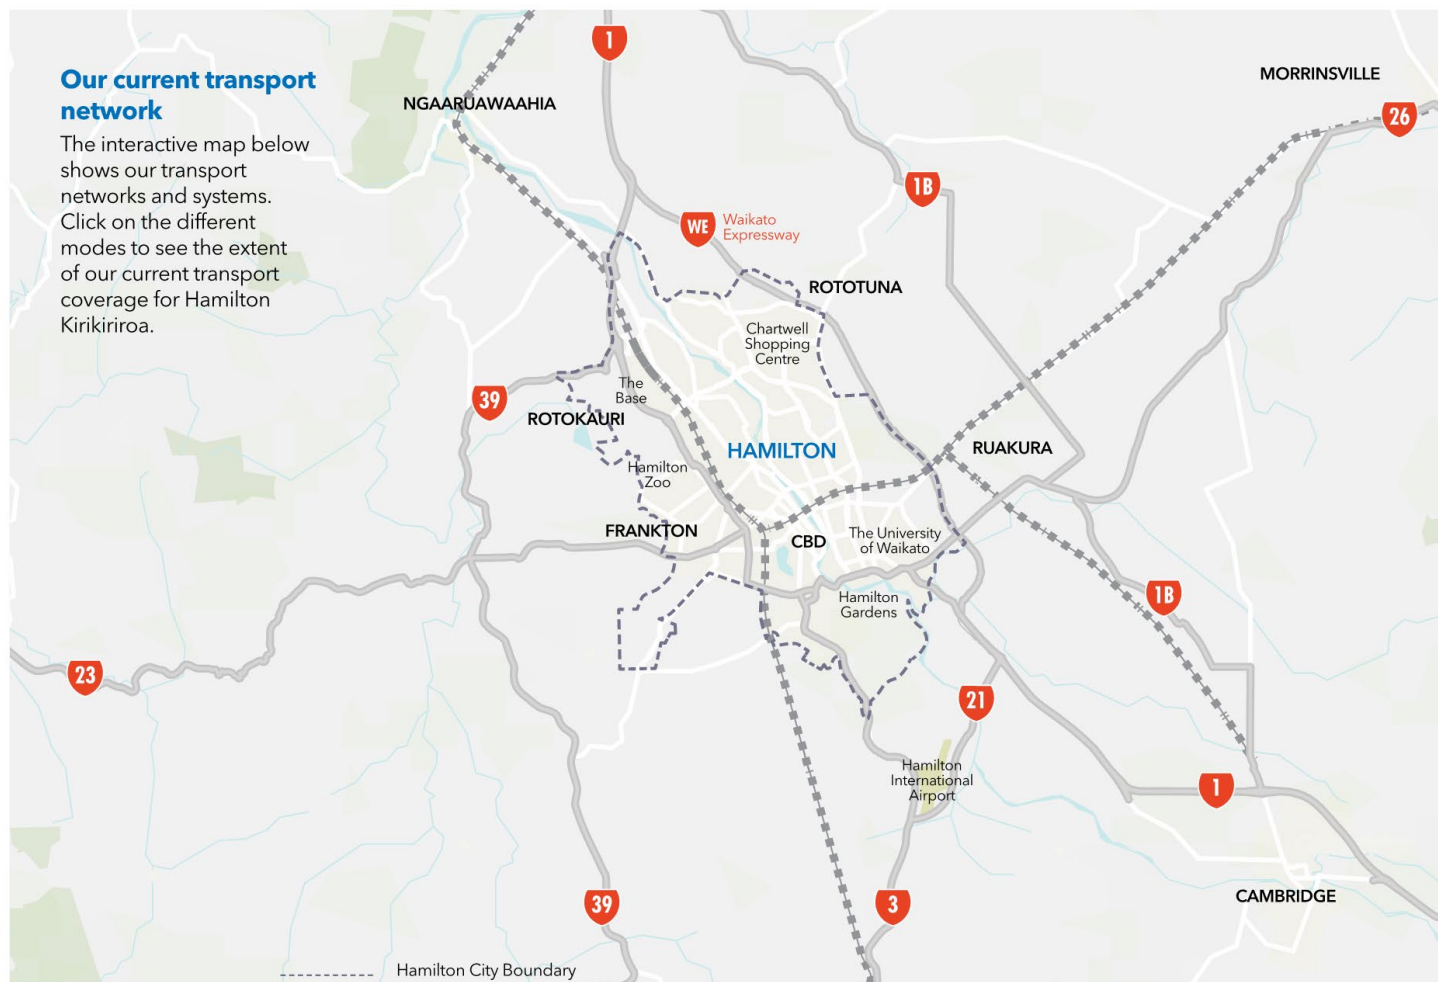 Our current transport
network
The interactive map below
shows our transport
networks and systems.
Click on the different
modes to see the extent
of our current transport
coverage for Hamilton
Kirikiriroa.
1
MORRINSVILLE
NGAARUAWAAHIA
26
1B
WE
Waikato
Expressway
ROTOTUNA
Chartwell
Shopping
Centre
The
Base
39
ROTOKAURI
HAMILTON
RUAKURA
Hamilton
Zoo
FRANKTON
CBD
The University
of Waikato
Hamilton
Gardens
1B
23
21
Hamilton
International
Airport
1
39
3
CAMBRIDGE
Hamilton City Boundary